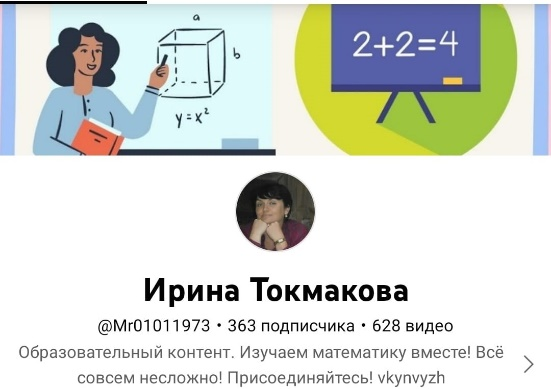 a
b
y=x²
2+2=4
Ирина Токмакова
@Mr01011973 • 363 подписчика • 628 видео
Образовательный контент. Изучаем математику вместе! Всё
совсем несложно! Присоединяйтесь! vkynvyzh